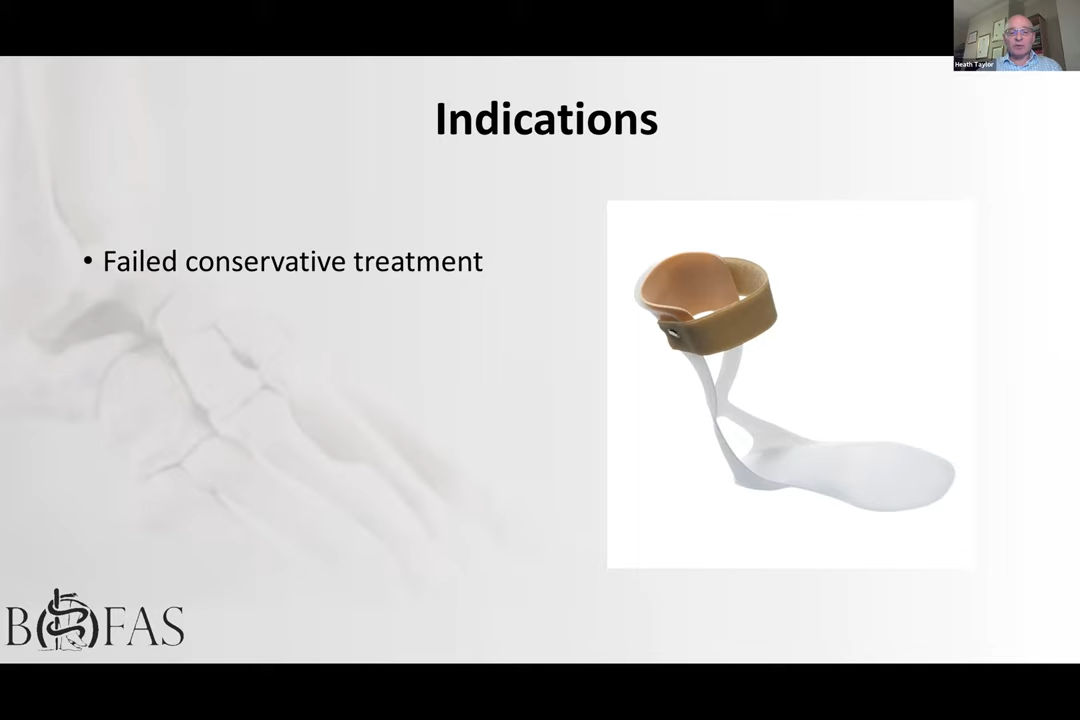 Heath Taylor
Indications
• Failed conservative treatment
BOFAS